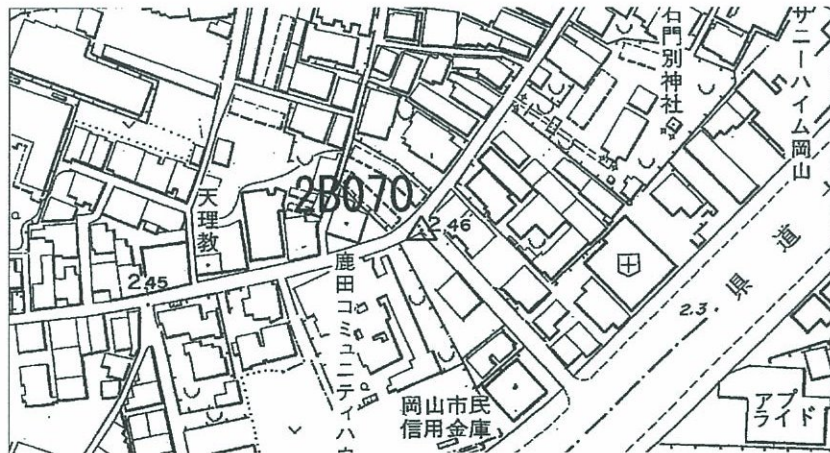 石門別神社
サニーハイム岡山
天理教
2B070
2.46
2.45
鹿田コミュニティハウ
県道
2.3
岡山市民
信用金庫
アプ
ライド